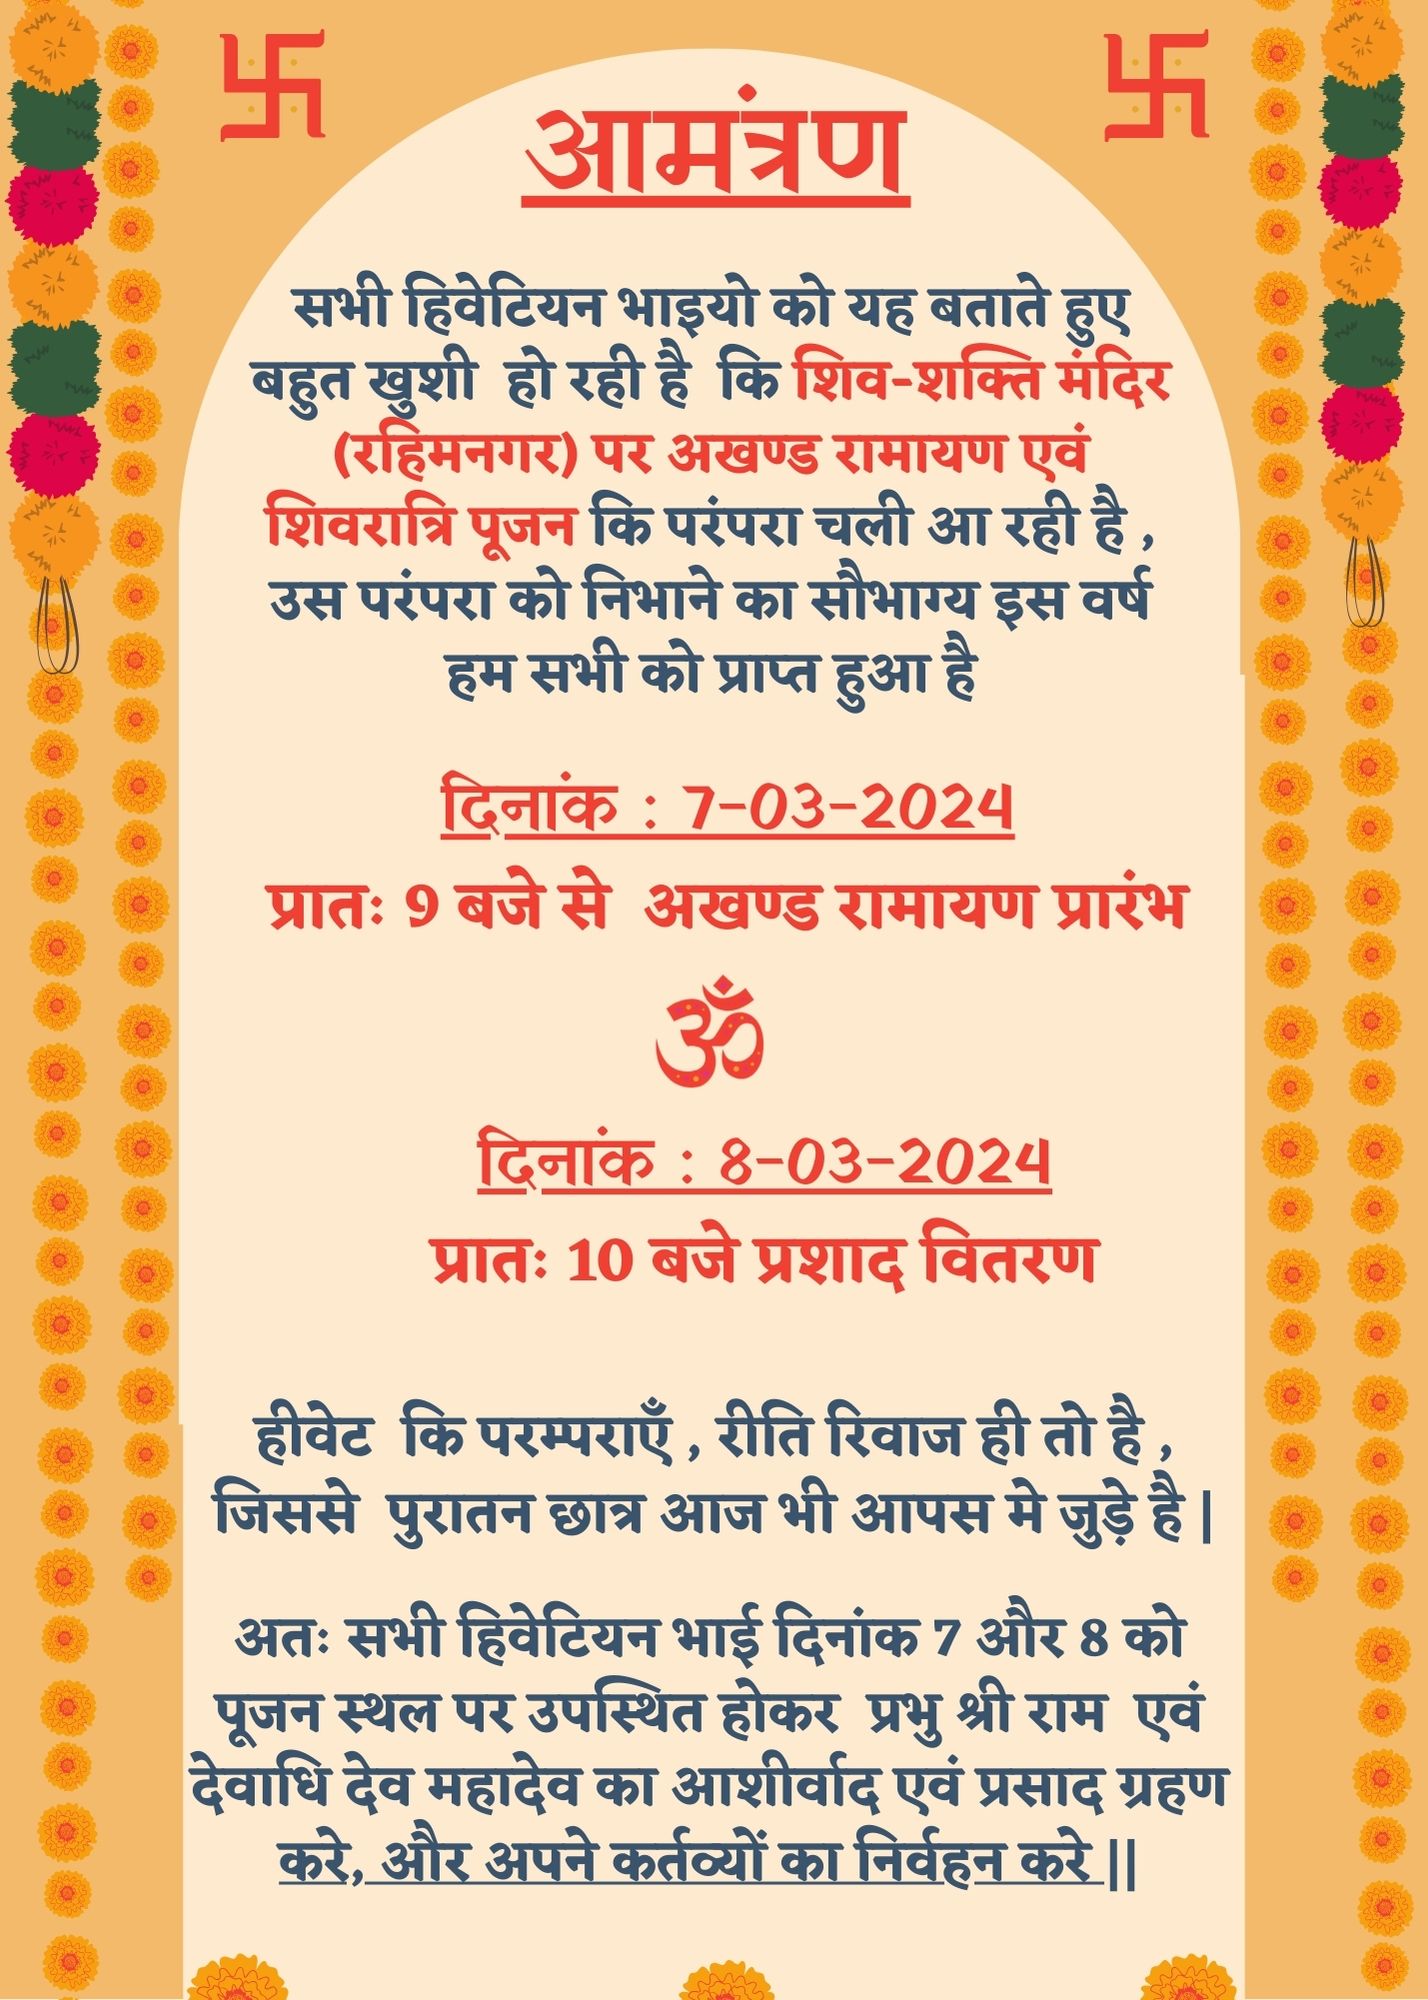 आमंत्रण
सभी हिवेटियन भाइयो को यह बताते हुए
बहुत खुशी हो रही है कि शिव-शक्ति मंदिर
(रहिमनगर) पर अखण्ड रामायण एवं
शिवरात्रि पूजन कि परंपरा चली आ रही है ,
उस परंपरा को निभाने का सौभाग्य इस वर्ष
हम सभी को प्राप्त हुआ है
दिनांक : 7-03-2024
प्रातः 9 बजे से अखण्ड रामायण प्रारंभ
ॐ
दिनांक : 8-03-2024
प्रातः 10 बजे प्रशाद वितरण
हीवेट कि परम्पराएँ , रीति रिवाज ही तो है ,
जिससे पुरातन छात्र आज भी आपस मे जुड़े है |
अतः सभी हिवेटियन भाई दिनांक 7 और 8 को
पूजन स्थल पर उपस्थित होकर प्रभु श्री राम एवं
देवाधि देव महादेव का आशीर्वाद एवं प्रसाद ग्रहण
करे, और अपने कर्तव्यों का निर्वहन करे ||